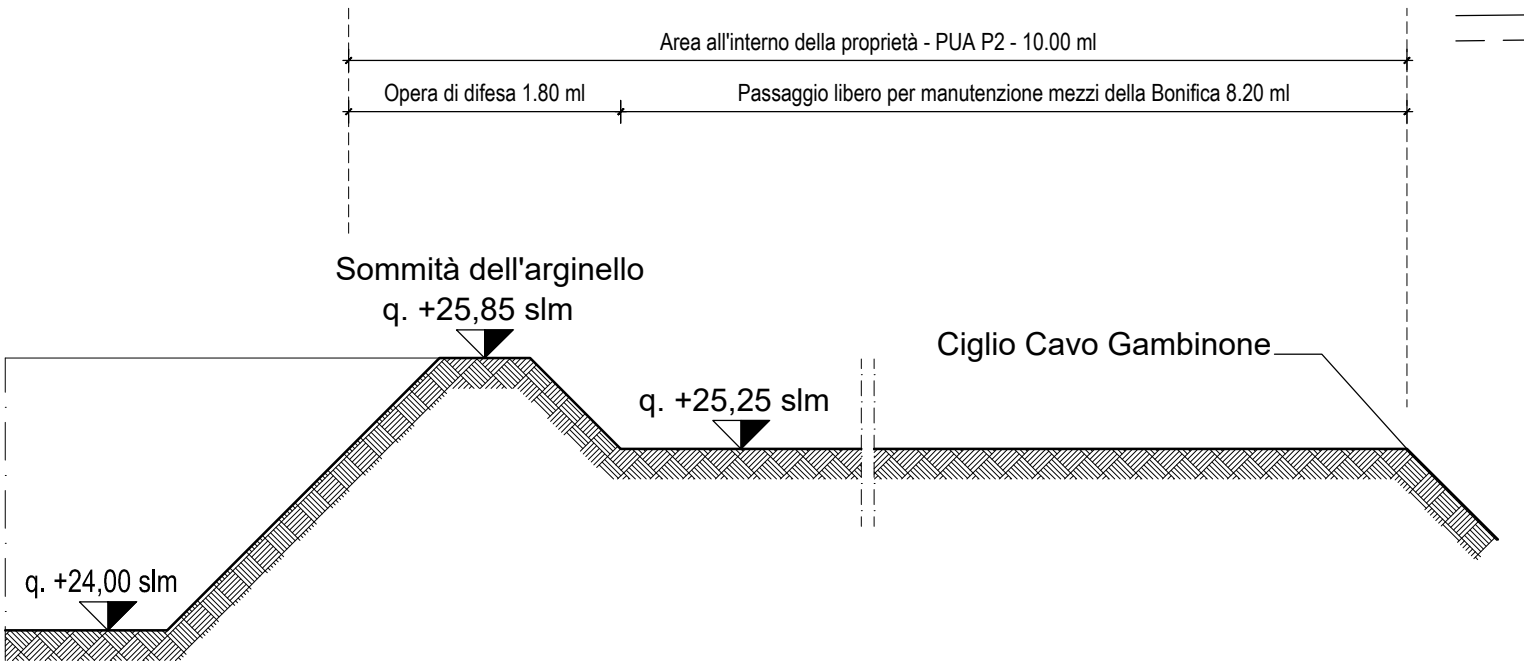 Area all'interno della proprietà - PUA P2 - 10.00 ml
Opera di difesa 1.80 ml
Passaggio libero per manutenzione mezzi della Bonifica 8.20 ml
Sommità dell'arginello
q. +25,85 slm
Ciglio Cavo Gambinone
q. +25,25 slm
q. +24,00 slm